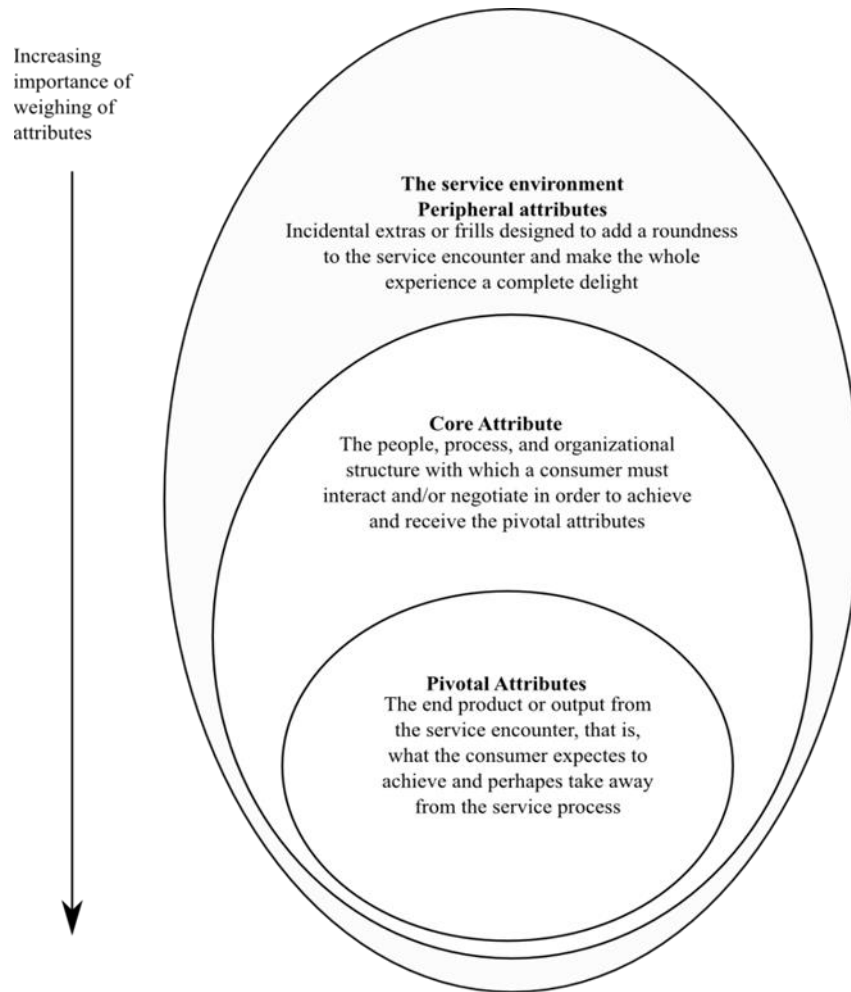 Increasing
importance of
weighing of
attributes
The service environment
Peripheral attributes
Incidental extras or frills designed to add a roundness
to the service encounter and make the whole
experience a complete delight
Core Attribute
The people, process, and organizational
structure with which a consumer must
interact and/or negotiate in order to achieve
and receive the pivotal attributes
Pivotal Attributes
The end product or output from
the service encounter, that is,
what the consumer expectes to
achieve and perhapes take away
from the service process